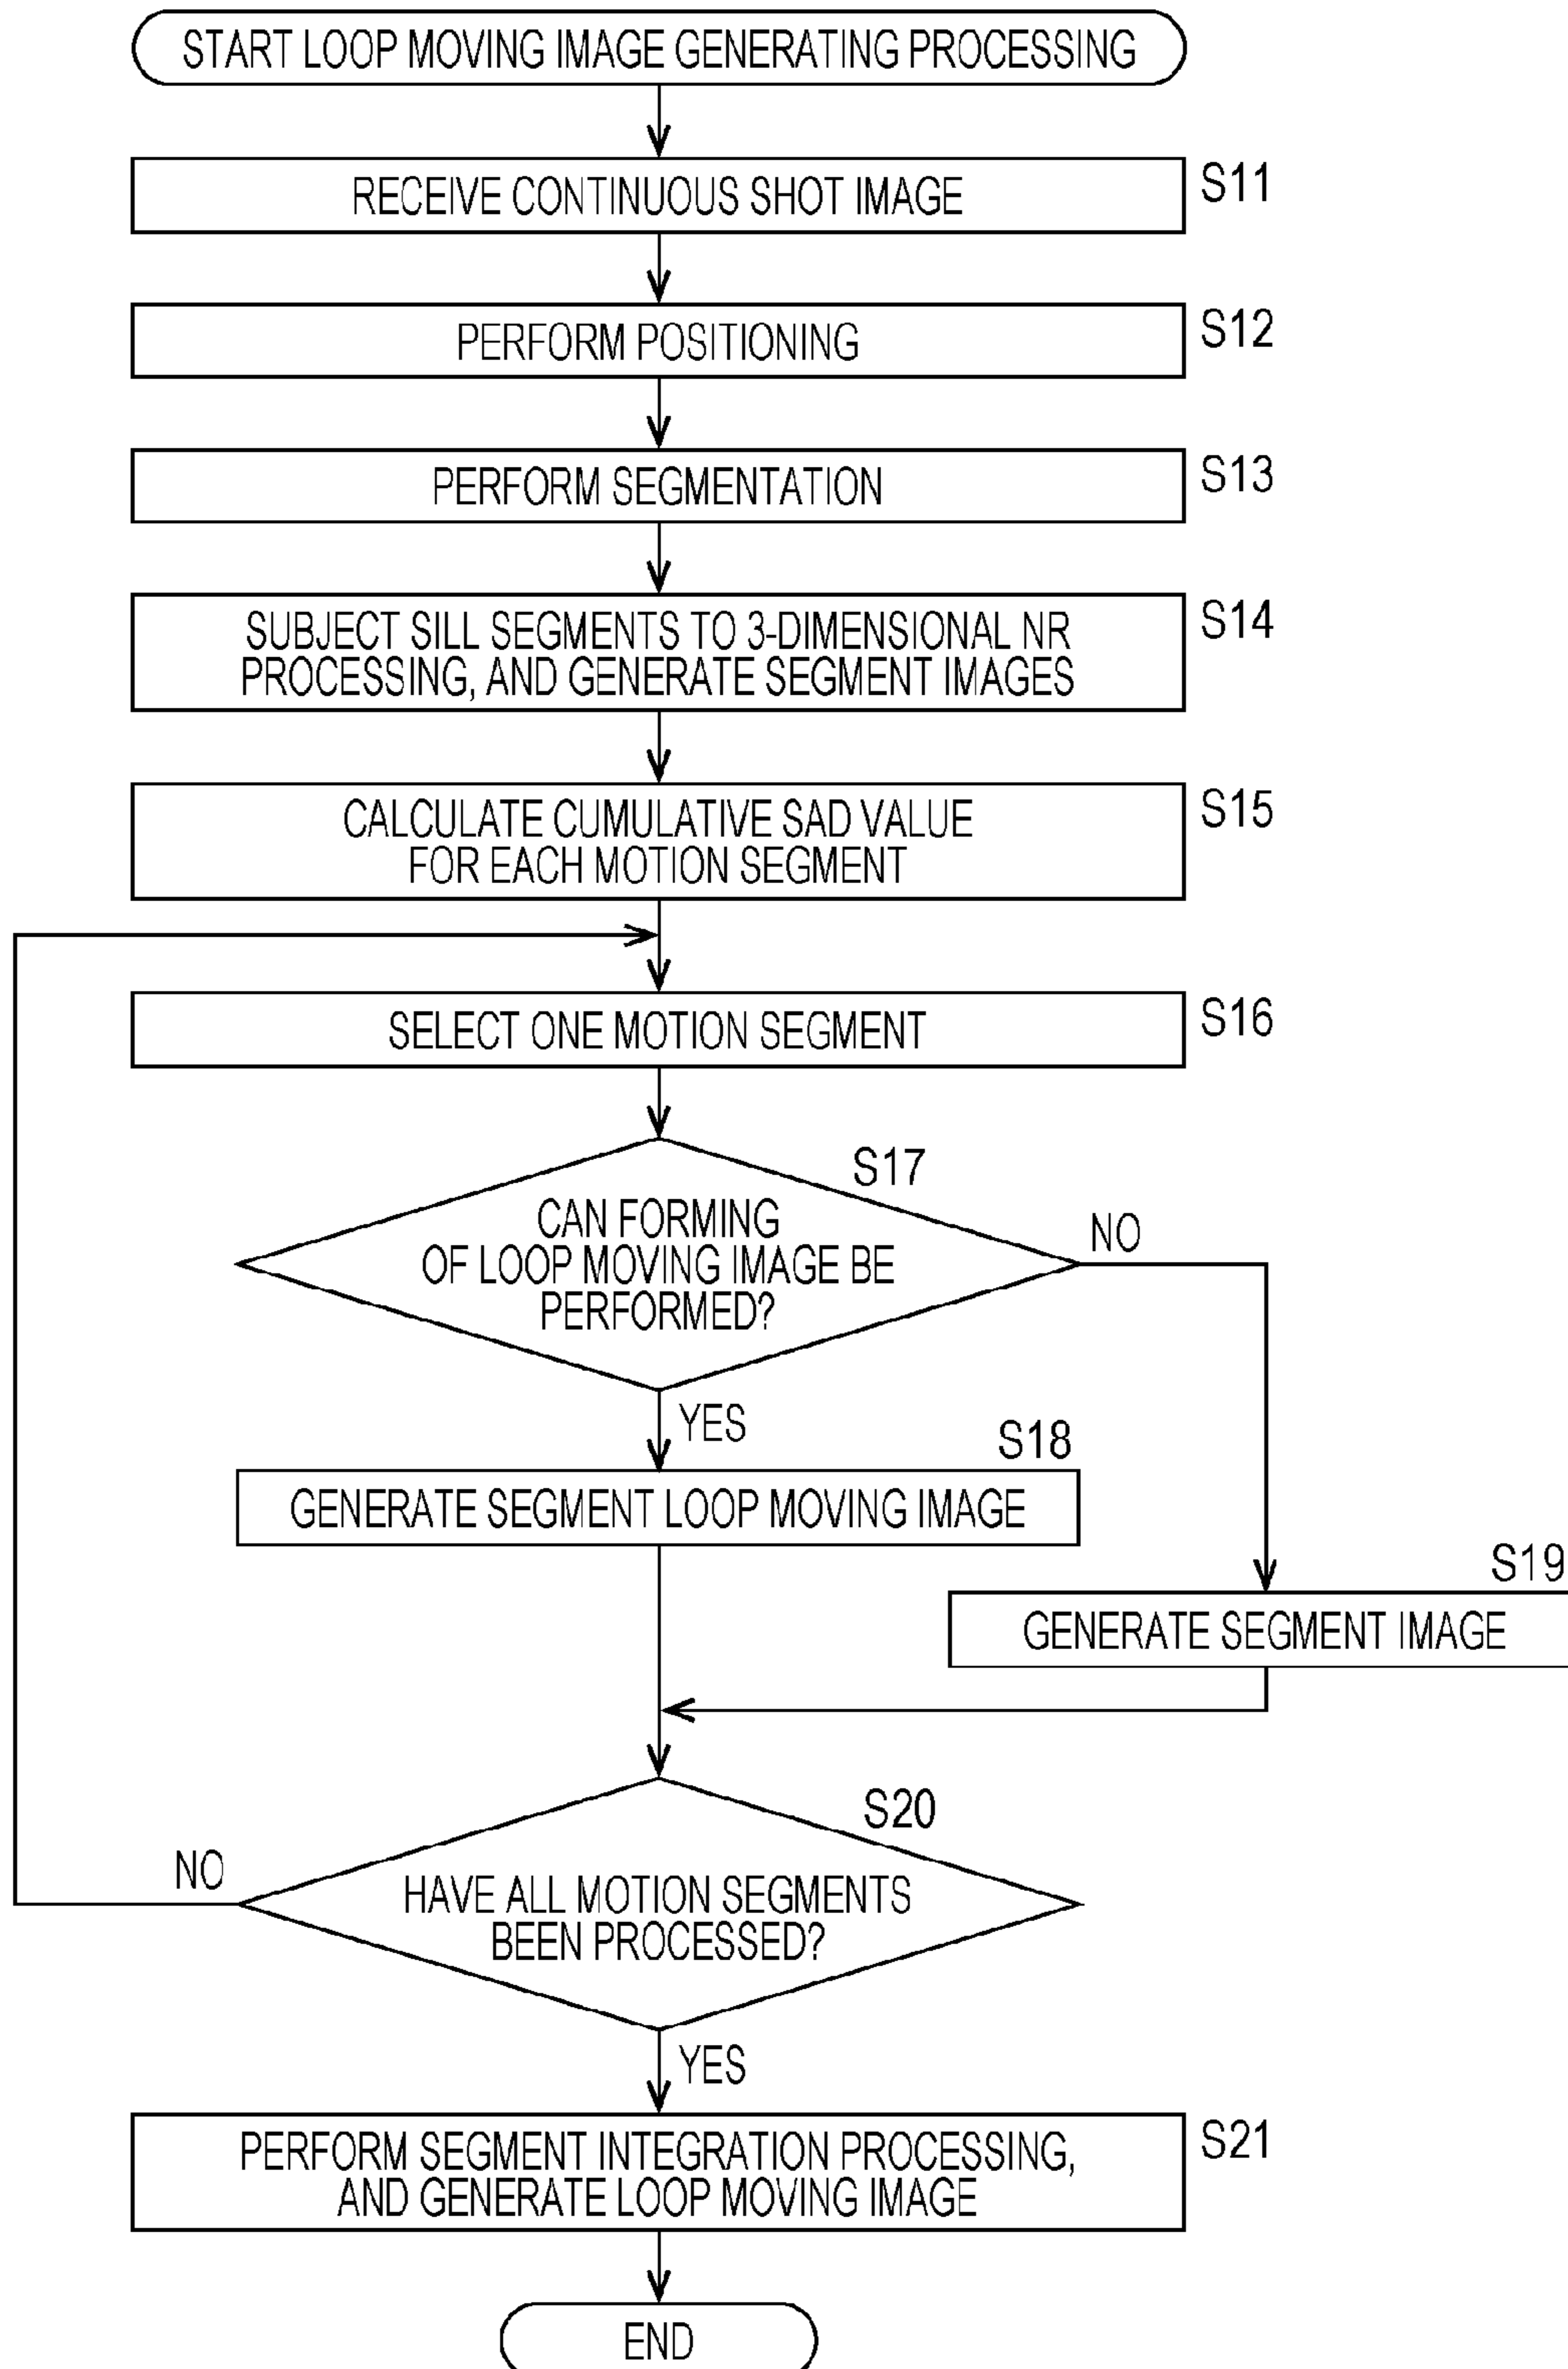 START LOOP MOVING IMAGE GENERATING PROCESSING
RECEIVE CONTINUOUS SHOT IMAGE
S11
PERFORM POSITIONING
S12
PERFORM SEGMENTATION
S13
SUBJECT SILL SEGMENTS TO 3-DIMENSIONAL NR
PROCESSING, AND GENERATE SEGMENT IMAGES
S14
CALCULATE CUMULATIVE SAD VALUE
FOR EACH MOTION SEGMENT
S15
SELECT ONE MOTION SEGMENT
S16
S17
CAN FORMING
OF LOOP MOVING IMAGE BE
PERFORMED?
NO
YES
S18
GENERATE SEGMENT LOOP MOVING IMAGE
S19
GENERATE SEGMENT IMAGE
S20
HAVE ALL MOTION SEGMENTS
BEEN PROCESSED?
NO
YES
PERFORM SEGMENT INTEGRATION PROCESSING,
AND GENERATE LOOP MOVING IMAGE
S21
END